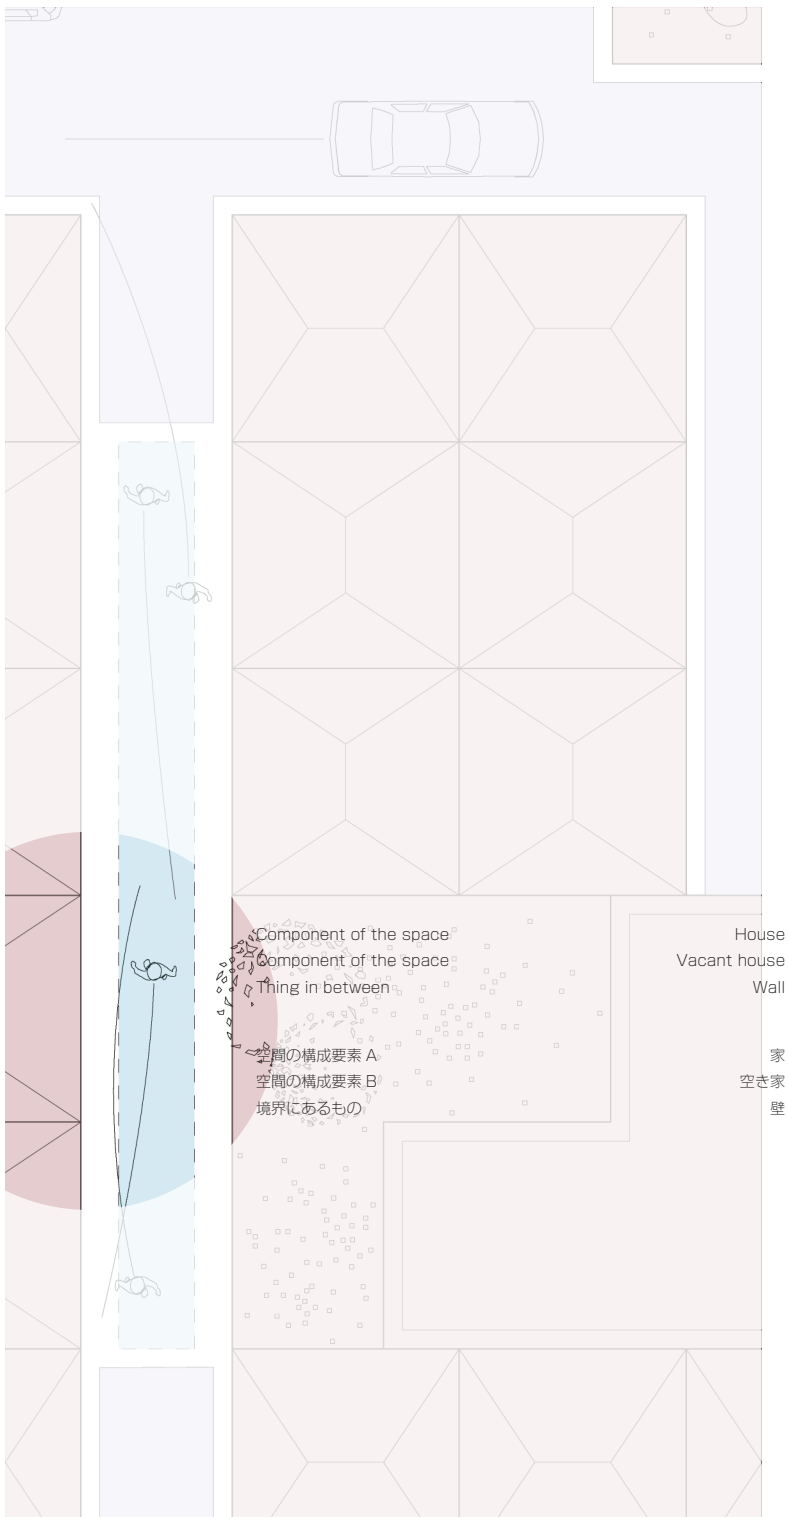 Component of the space House
Component of the space Vacant house
Thing in between Wall
空間の構成要素 A 家
空間の構成要素 B 空き家
境界にあるもの 壁